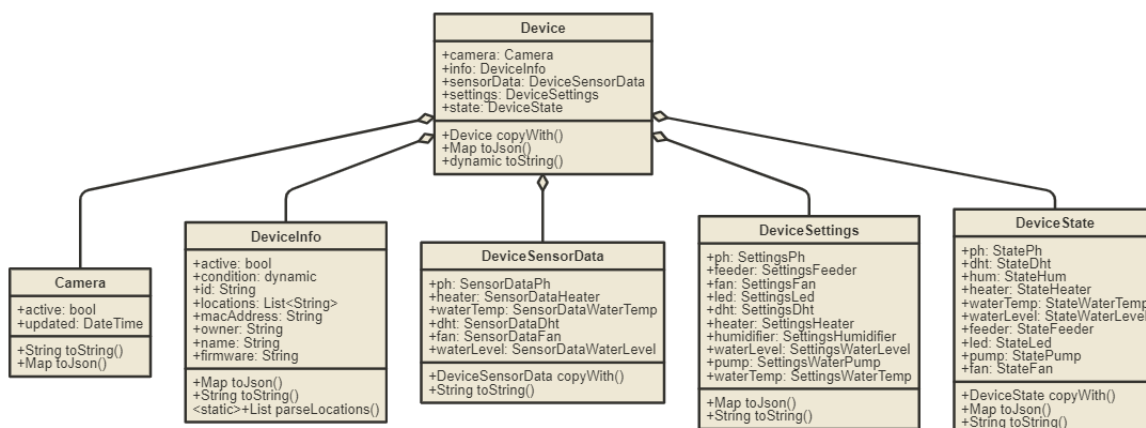 Device
+camera: Camera
+info: DeviceInfo
+sensorData: DeviceSensorData
+settings: DeviceSettings
+state: DeviceState
+Device copyWith()
+Map toJson()
+dynamic toString()
Camera
+active: bool
+updated: DateTime
+String toString()
+Map toJson()
DeviceInfo
+active: bool
+condition: dynamic
+id: String
+locations: List<String>
+macAddress: String
+owner: String
+name: String
+firmware: String
+Map toJson()
+String toString()
<static>+List parseLocations()
DeviceSensorData
+ph: SensorDataPh
+heater: SensorDataHeater
+waterTemp: SensorDataWaterTemp
+dht: SensorDataDht
+fan: SensorDataFan
+waterLevel: SensorDataWaterLevel
+DeviceSensorData copyWith()
+String toString()
DeviceSettings
+ph: SettingsPh
+feeder: SettingsFeeder
+fan: SettingsFan
+led: SettingsLed
+dht: SettingsDht
+heater: SettingsHeater
+humidifier: SettingsHumidifier
+waterLevel: SettingsWaterLevel
+pump: SettingsWaterPump
+waterTemp: SettingsWaterTemp
+Map toJson()
+String toString()
DeviceState
+ph: StatePh
+dht: StateDht
+hum: StateHum
+heater: StateHeater
+waterTemp: StateWaterTemp
+waterLevel: StateWaterLevel
+feeder: StateFeeder
+led: StateLed
+pump: StatePump
+fan: StateFan
+DeviceState copyWith()
+Map toJson()
+String toString()